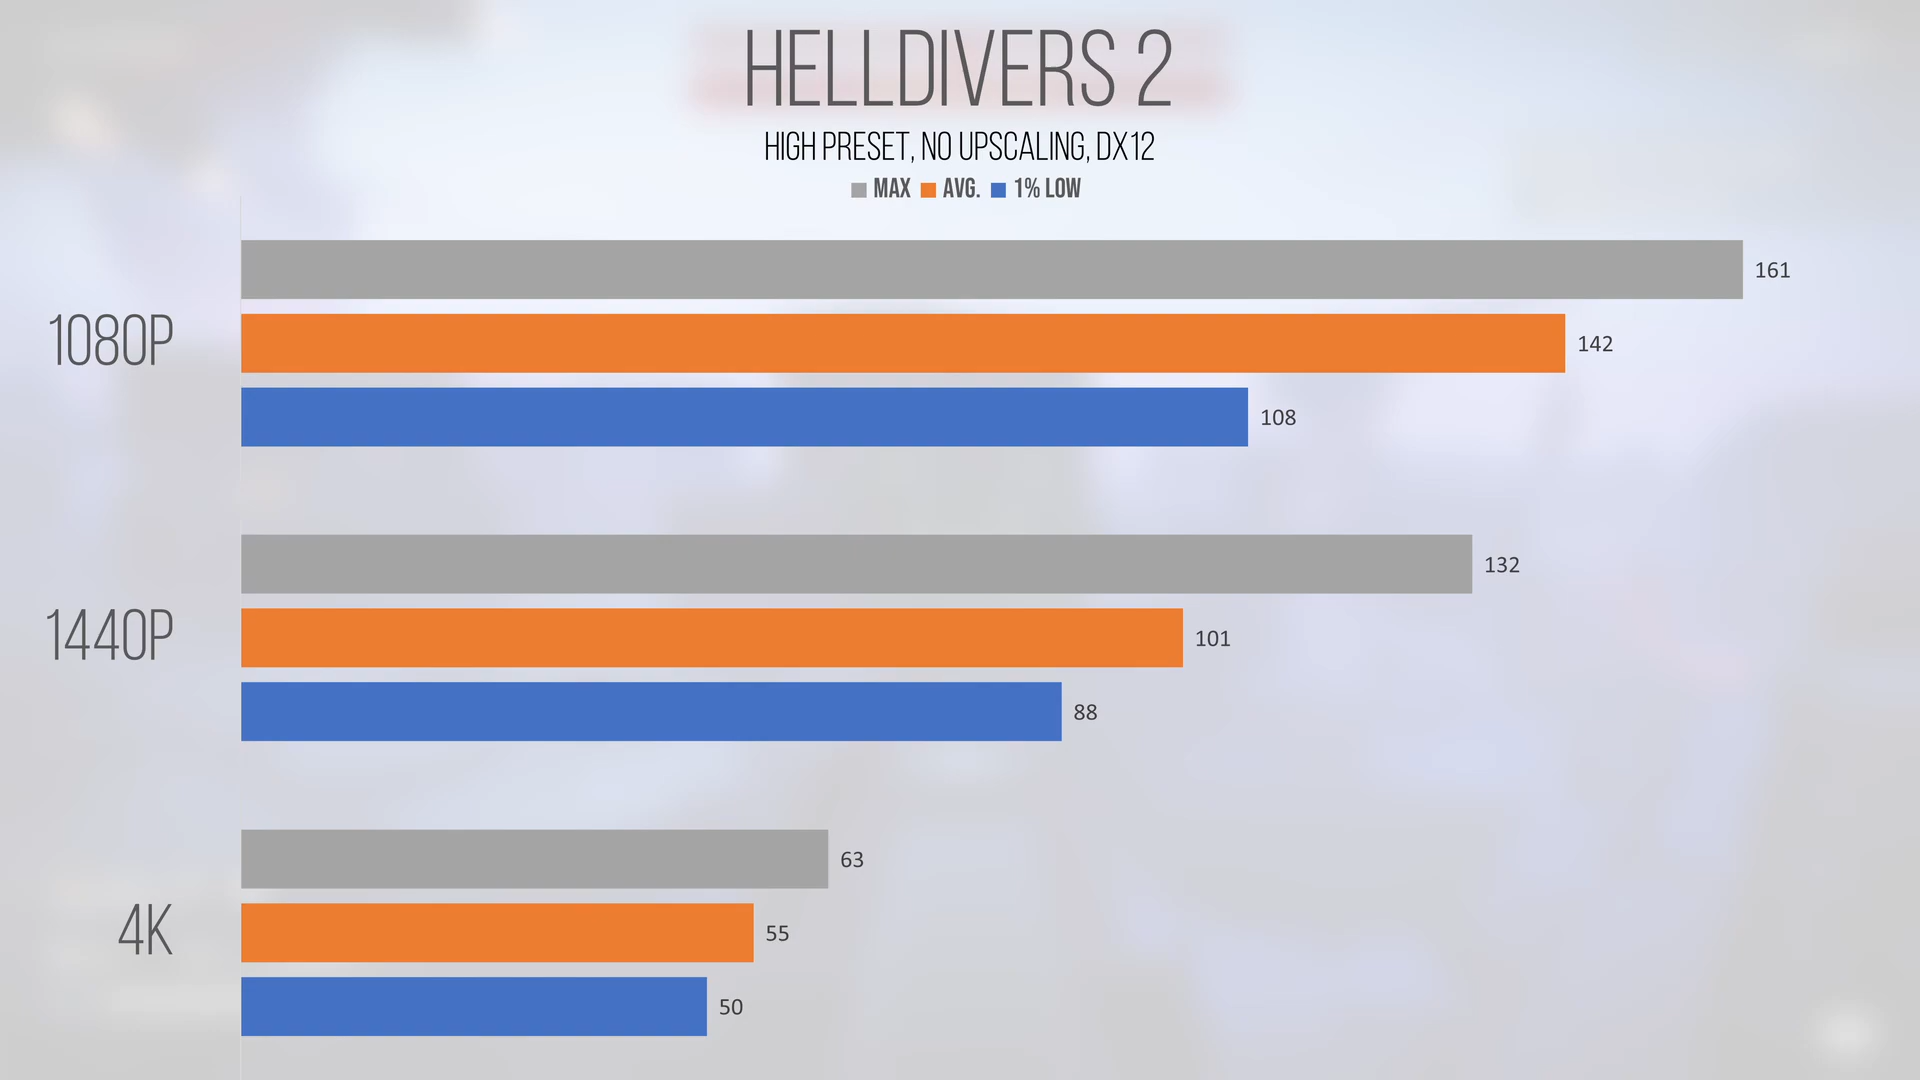 HELLDIVERS 2
HIGH PRESET, NO UPSCALING, DX12
MAX AVG. 1% LOW
161
1080P
142
108
132
1440P
101
88
63
4K
55
50